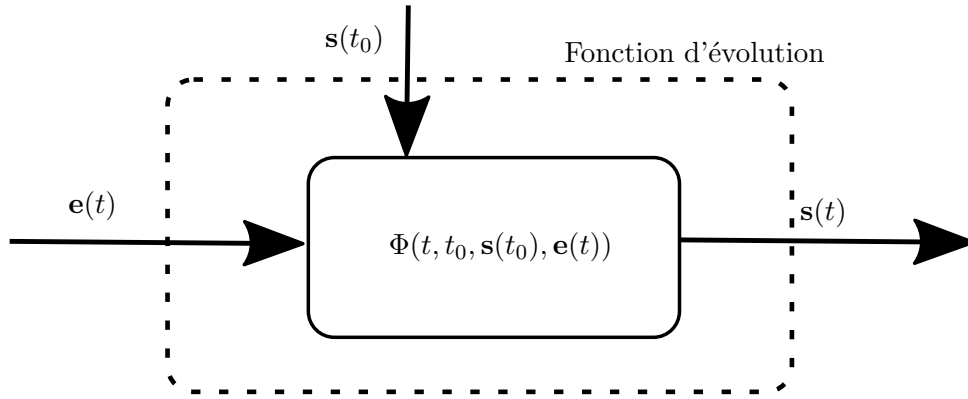 s(t₀)
Fonction d'évolution
e(t)
s(t)
Φ(t, t₀, s(t₀), e(t))